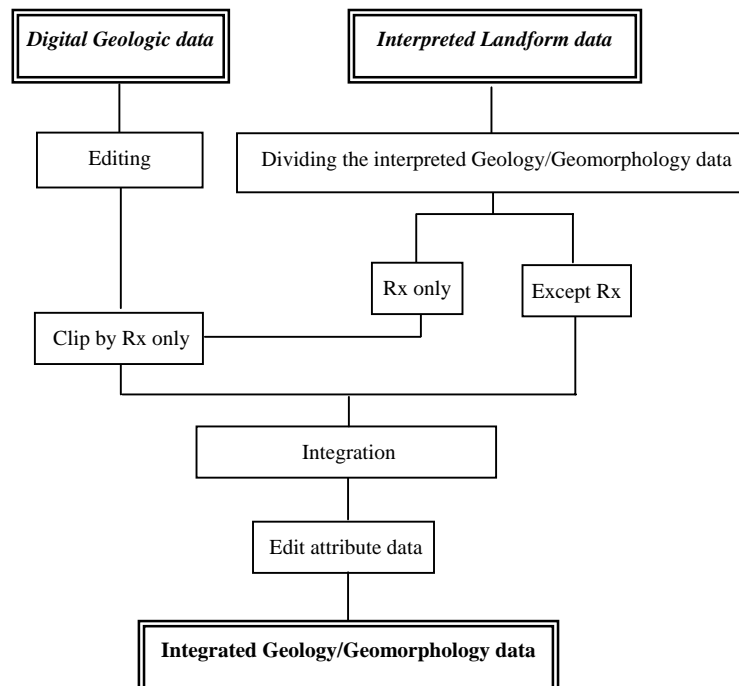 Digital Geologic data
Interpreted Landform data
Editing
Dividing the interpreted Geology/Geomorphology data
Rx only
Except Rx
Clip by Rx only
Integration
Edit attribute data
Integrated Geology/Geomorphology data